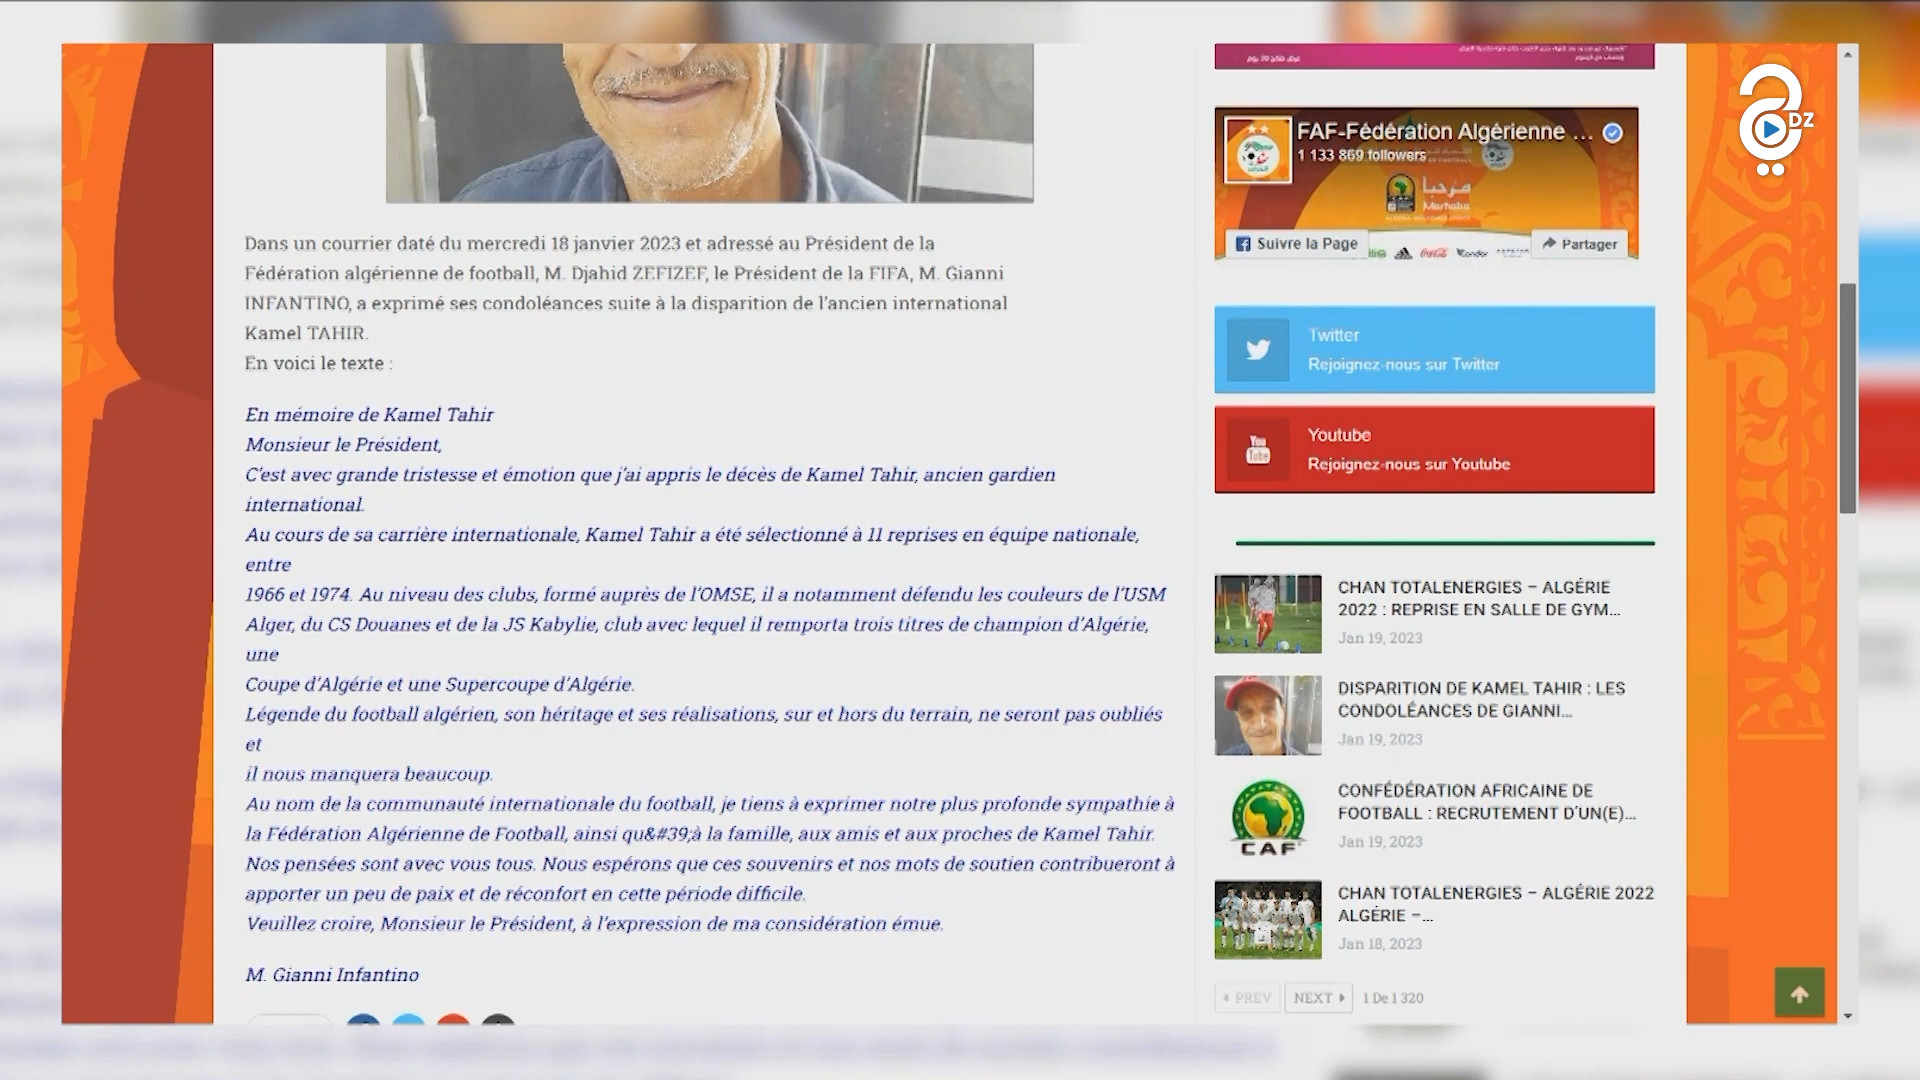 Dans un courrier daté du mercredi 18 janvier 2023 et adressé au Président de la
Fédération algérienne de football, M. Djahid ZEFIZEF, le Président de la FIFA, M. Gianni
INFANTINO, a exprimé ses condoléances suite à la disparition de l'ancien international
Kamel TAHIR.
En voici le texte :
En mémoire de Kamel Tahir
Monsieur le Président,
C'est avec grande tristesse et émotion que j'ai appris le décès de Kamel Tahir, ancien gardien
international.
Au cours de sa carrière internationale, Kamel Tahir a été sélectionné à 11 reprises en équipe nationale,
entre
1966 et 1974. Au niveau des clubs, formé auprès de l'OMSE, il a notamment défendu les couleurs de l'USM
Alger, du CS Douanes et de la JS Kabylie, club avec lequel il remporta trois titres de champion d'Algérie,
une
Coupe d'Algérie et une Supercoupe d'Algérie.
Légende du football algérien, son héritage et ses réalisations, sur et hors du terrain, ne seront pas oubliés
et
il nous manquera beaucoup.
Au nom de la communauté internationale du football, je tiens à exprimer notre plus profonde sympathie à
la Fédération Algérienne de Football, ainsi qu&#39;à la famille, aux amis et aux proches de Kamel Tahir.
Nos pensées sont avec vous tous. Nous espérons que ces souvenirs et nos mots de soutien contribueront à
apporter un peu de paix et de réconfort en cette période difficile.
Veuillez croire, Monsieur le Président, à l'expression de ma considération émue.
M. Gianni Infantino
FAF-Fédération Algérienne ...
1 133 869 followers
مرحبا
Marhaba
Suivre la Page
Coca-Cola
Condor
Partager
Twitter
Rejoignez-nous sur Twitter
You
Tube
Youtube
Rejoignez-nous sur Youtube
CHAN TOTALENERGIES – ALGÉRIE
2022 : REPRISE EN SALLE DE GYM...
Jan 19, 2023
DISPARITION DE KAMEL TAHIR : LES
CONDOLÉANCES DE GIANNI...
Jan 19, 2023
CAF
CONFÉDÉRATION AFRICAINE DE
FOOTBALL : RECRUTEMENT D'UN(E)...
Jan 19, 2023
CHAN TOTALENERGIES – ALGÉRIE 2022
ALGÉRIE –...
Jan 18, 2023
PREV
NEXT
1 De 1 320
DZ